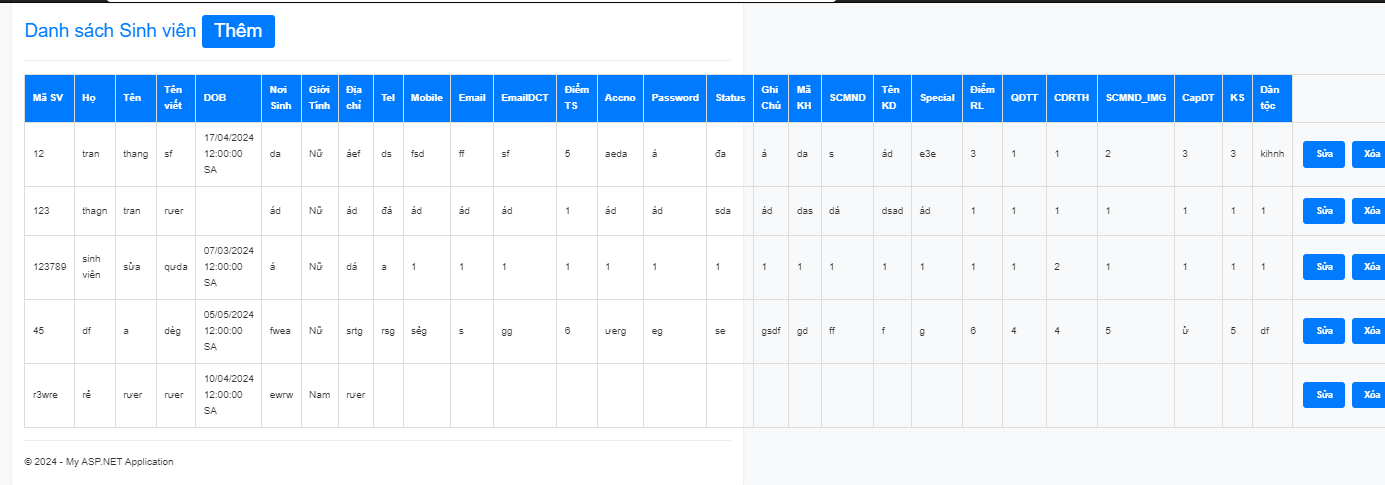 Danh sách Sinh viên Thêm
Mã SV Họ Tên Tên viết DOB Nơi Sinh Giới Tính Địa chỉ Tel Mobile Email EmailDCT Điểm TS Accno Password Status Ghi Chú Mã KH SCMND Tên KD Special Điểm RL QDTT CDRTH SCMND_IMG CapDT KS Dân tộc
12 tran thang sf 17/04/2024 12:00:00 SA da Nữ áef ds fsd ff sf 5 aeda á đa á da s ád e3e 3 1 1 2 3 3 kihnh Sửa Xóa
123 thagn tran rưer ád Nữ ád đá ád ád ád 1 ád ád sda ád das dá dsad ád 1 1 1 1 1 1 1 Sửa Xóa
123789 sinh viên sửa qưda 07/03/2024 12:00:00 SA á Nữ dá a 1 1 1 1 1 1 1 1 1 1 1 1 1 1 2 1 1 1 1 Sửa Xóa
45 df a dèg 05/05/2024 12:00:00 SA fwea Nữ srtg rsg sẻg s gg 6 ưerg eg se gsdf gd ff f g 6 4 4 5 ử 5 df Sửa Xóa
r3wre rẻ rưer rưer 10/04/2024 12:00:00 SA ewrw Nam rưer Sửa Xóa
© 2024 - My ASP.NET Application